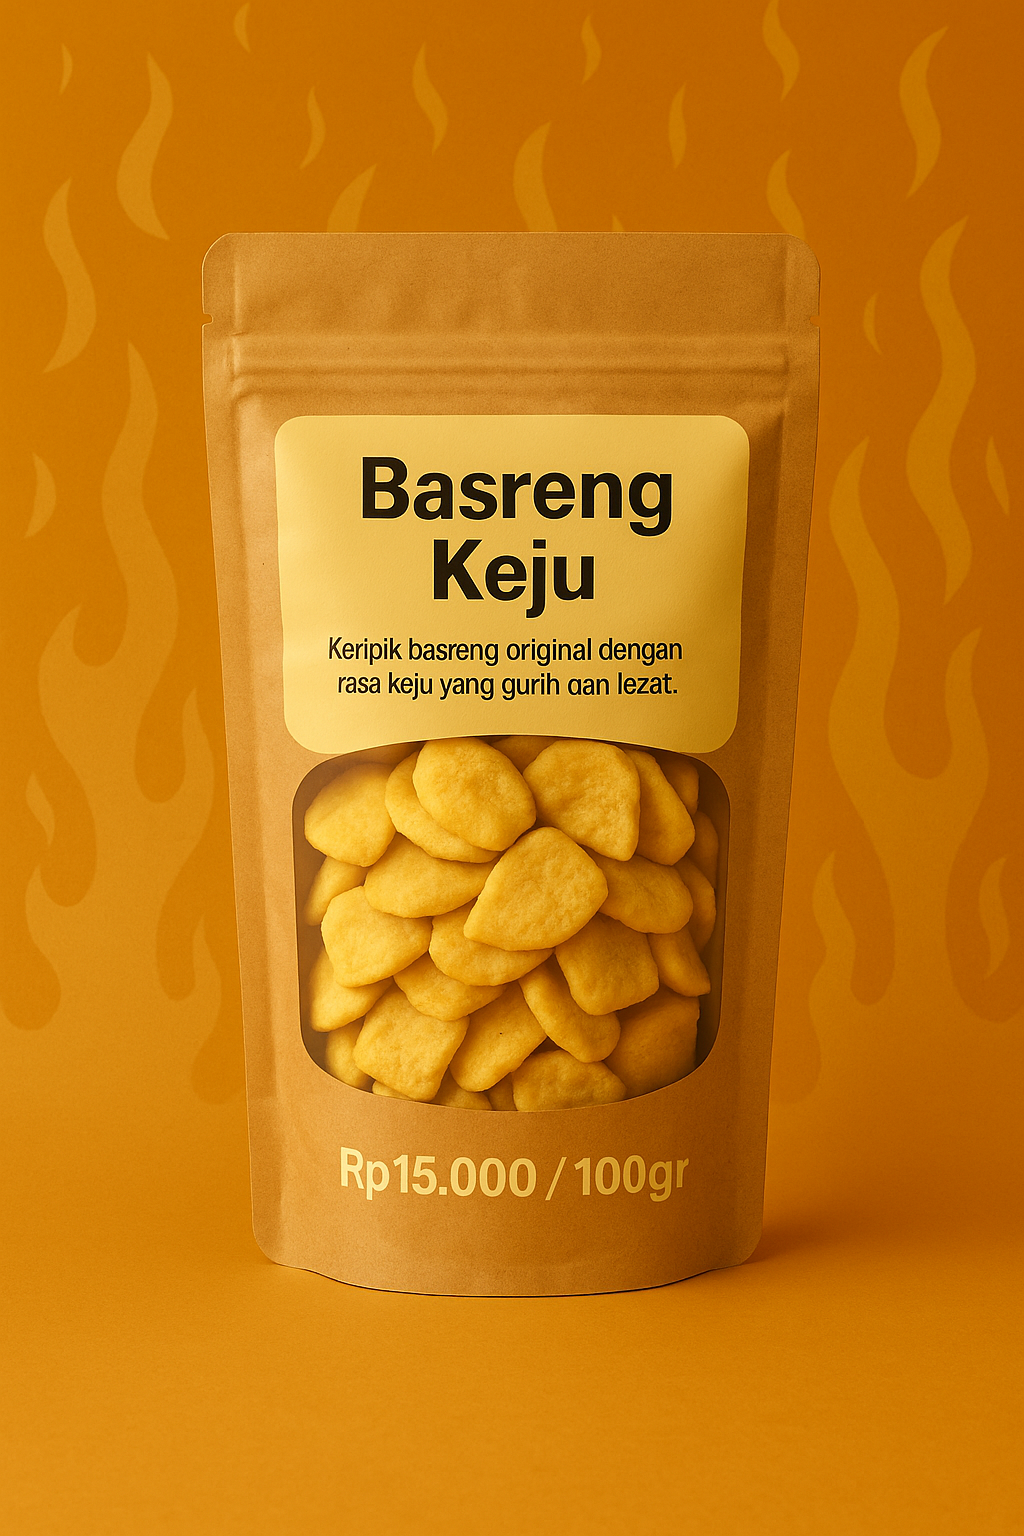 Basreng
Keju
Keripik basreng original dengan
rasa keju yang gurih ɑan lezat.
Rp15.000 / 100gr